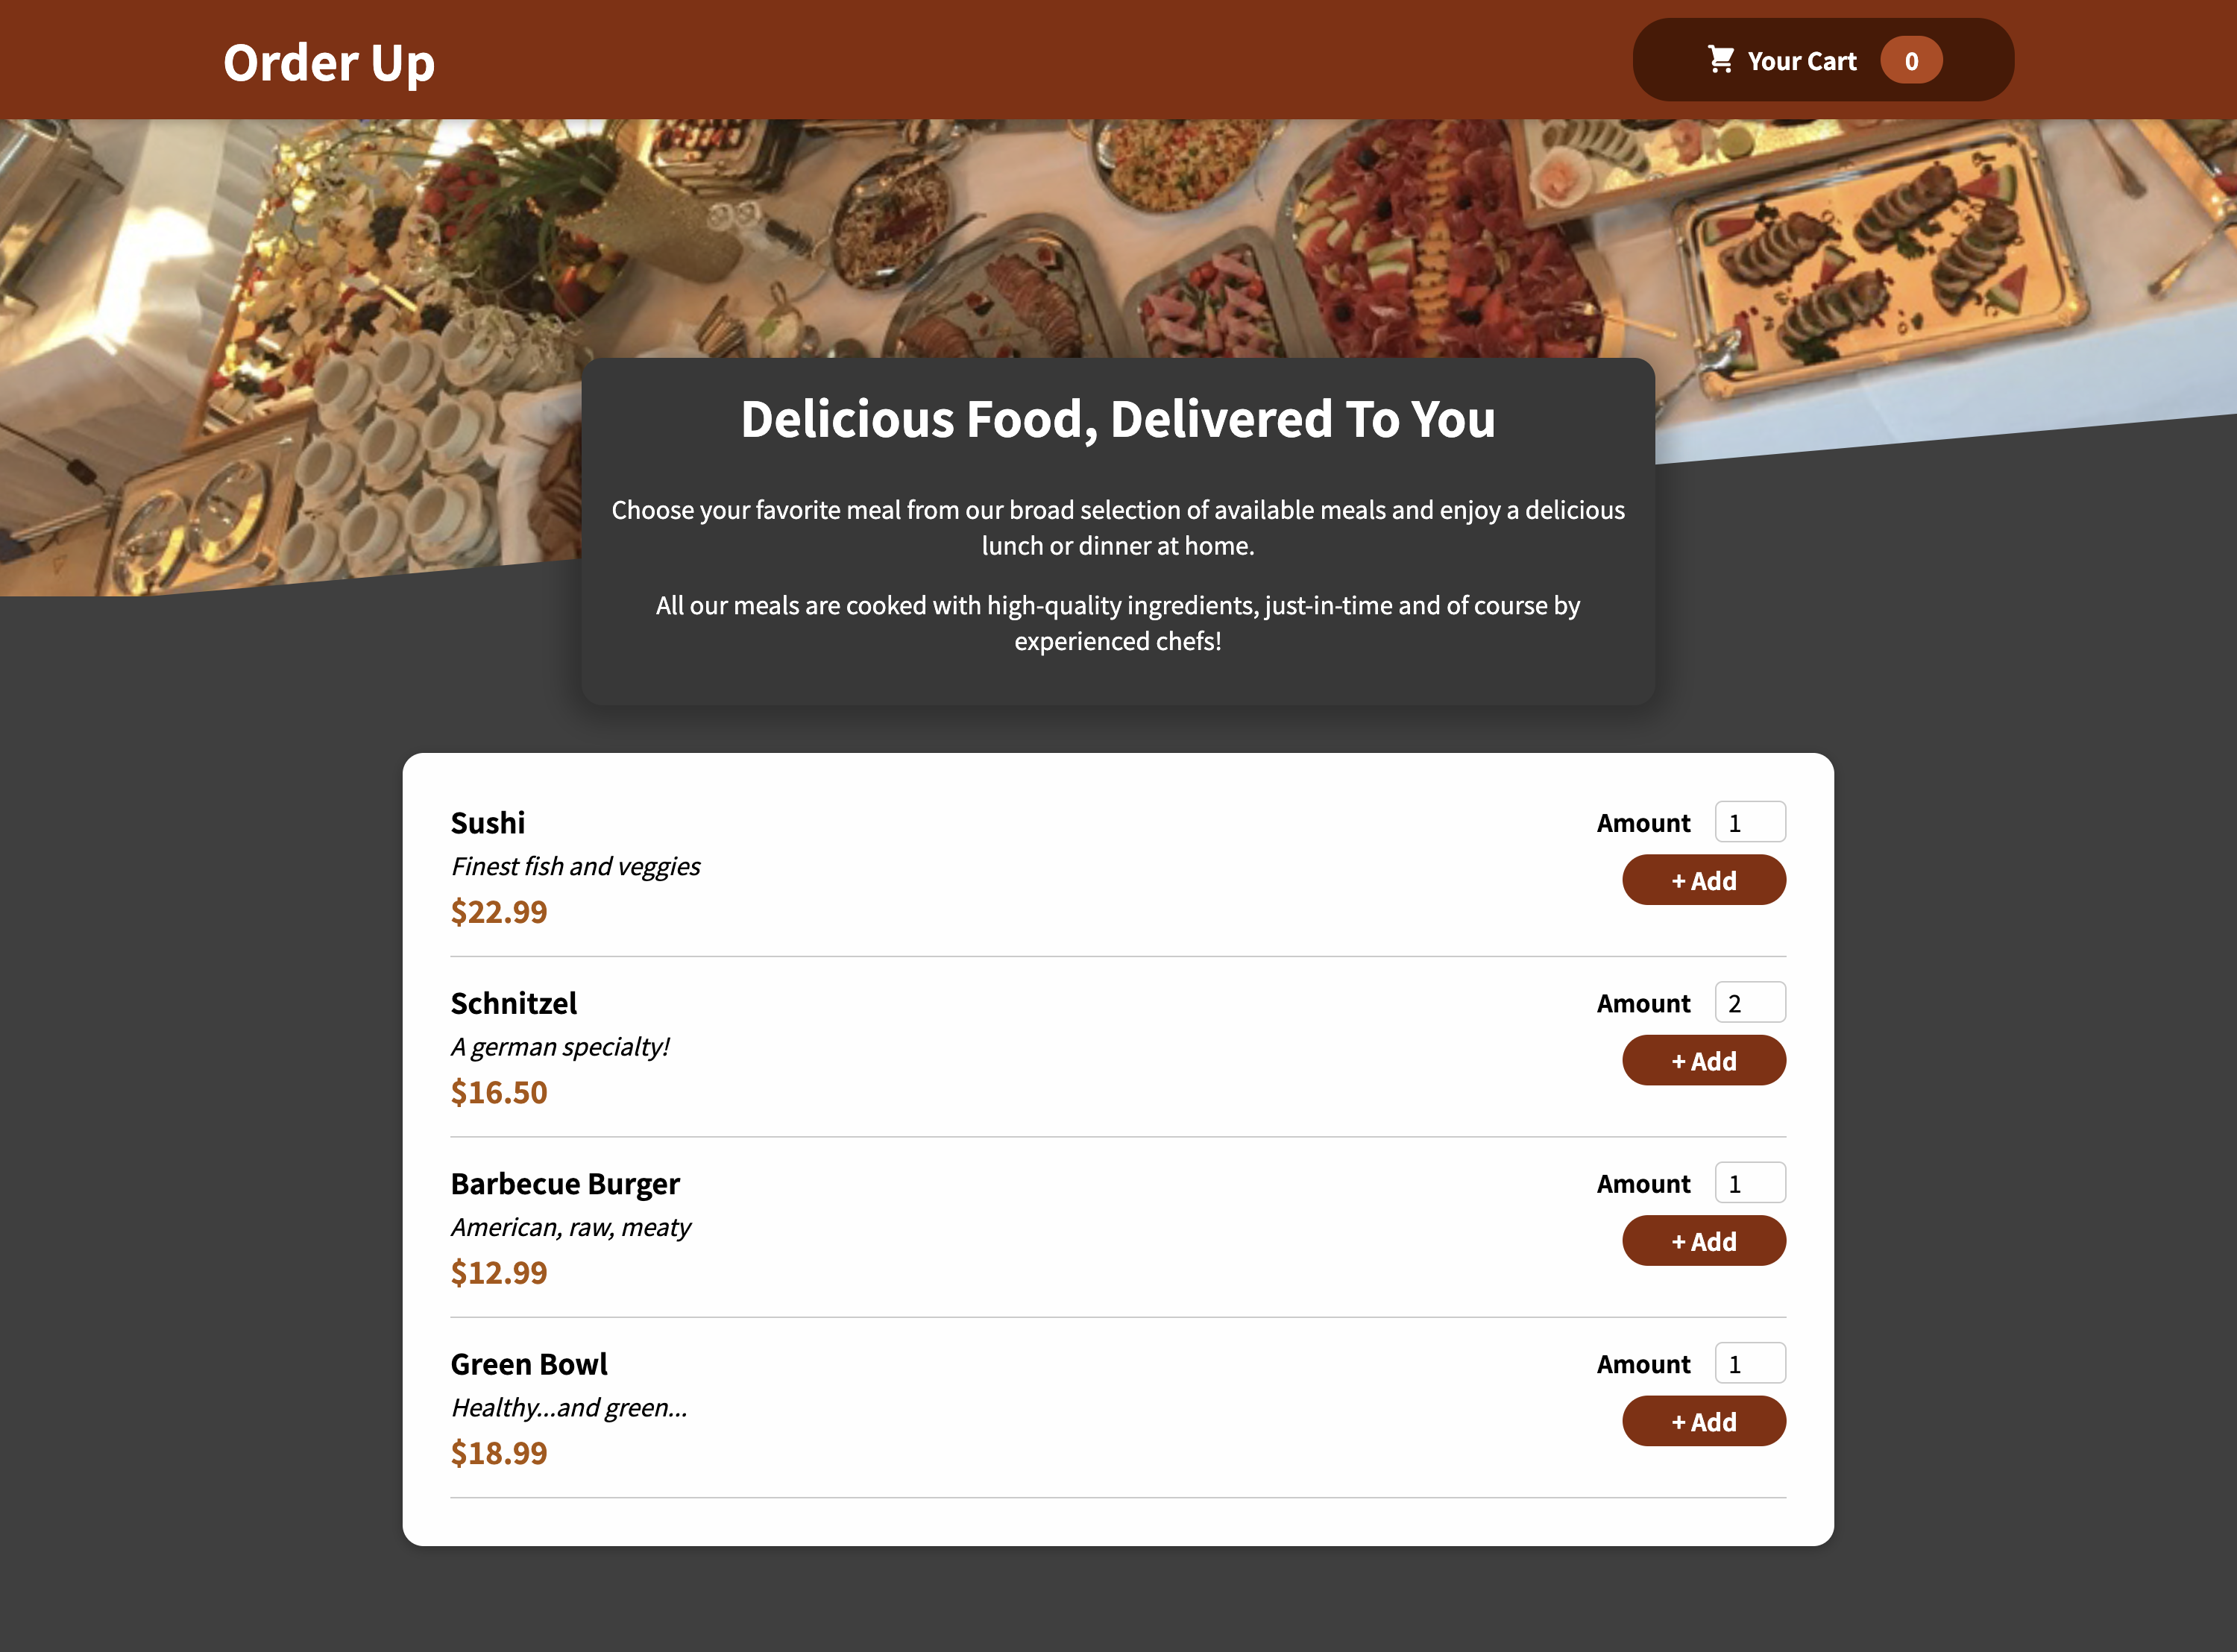 Order Up
Your Cart 0
Delicious Food, Delivered To You
Choose your favorite meal from our broad selection of available meals and enjoy a delicious
lunch or dinner at home.
All our meals are cooked with high-quality ingredients, just-in-time and of course by
experienced chefs!
Sushi
Finest fish and veggies
$22.99
Amount 1
+ Add
Schnitzel
A german specialty!
$16.50
Amount 2
+ Add
Barbecue Burger
American, raw, meaty
$12.99
Amount 1
+ Add
Green Bowl
Healthy...and green...
$18.99
Amount 1
+ Add